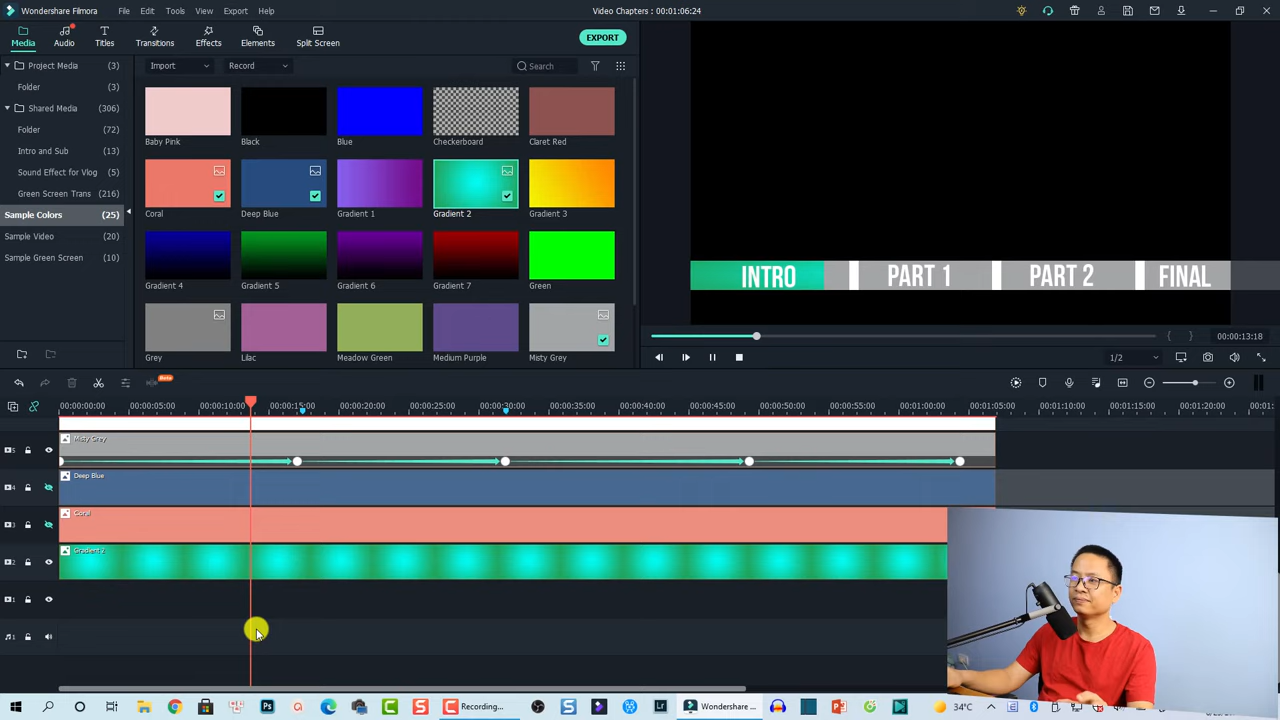 Wondershare Filmora
File
Edit
Tools
View
Export
Help
Video Chapters : 00:01:06:24
Media
Audio
Titles
Transitions
Effects
Elements
Split Screen
EXPORT
Project Media (3)
Folder (3)
Shared Media (306)
Folder (72)
Intro and Sub (13)
Sound Effect for Vlog (5)
Green Screen Trans (216)
Sample Colors (25)
Sample Video (20)
Sample Green Screen (10)
Import
Record
Search
Baby Pink
Black
Blue
Checkerboard
Claret Red
Coral
Deep Blue
Gradient 1
Gradient 2
Gradient 3
Gradient 4
Gradient 5
Gradient 6
Gradient 7
Green
Grey
Lilac
Meadow Green
Medium Purple
Misty Grey
INTRO
PART 1
PART 2
FINAL
00:00:13:18
1/2
Beta
00:00:00:00
00:00:05:00
00:00:10:00
00:00:15:00
00:00:20:00
00:00:25:00
00:00:30:00
00:00:35:00
00:00:40:00
00:00:45:00
00:00:50:00
00:00:55:00
00:01:00:00
00:01:05:00
00:01:10:00
00:01:15:00
00:01:20:00
00:01:
5
Misty Grey
4
Deep Blue
3
Coral
2
Gradient 2
1
1
Recording...
Wondershare ...
34°C